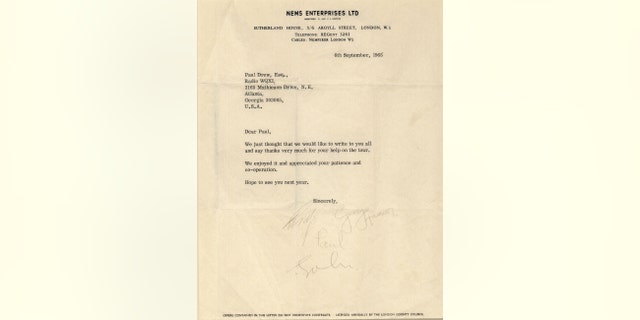 NEMS ENTERPRISES LTD
SUTHERLAND HOUSE, 5/6 ARGYLL STREET, LONDON, W.1
TELEPHONE REGENT 3261
CABLES: NEMPEROR LONDON W1
6th September, 1965
Paul Drew, Esq.,
Radio WQXI,
3165 Mathieson Drive, N.E.,
Atlanta,
Georgia
U.S.A.
Dear Paul,
We just thought that we would like to write to you all
and say thanks very much for your help on the tour.
We enjoyed it and appreciated your patience and
co-operation.
Hope to see you next year.
Sincerely,
George
Paul
John